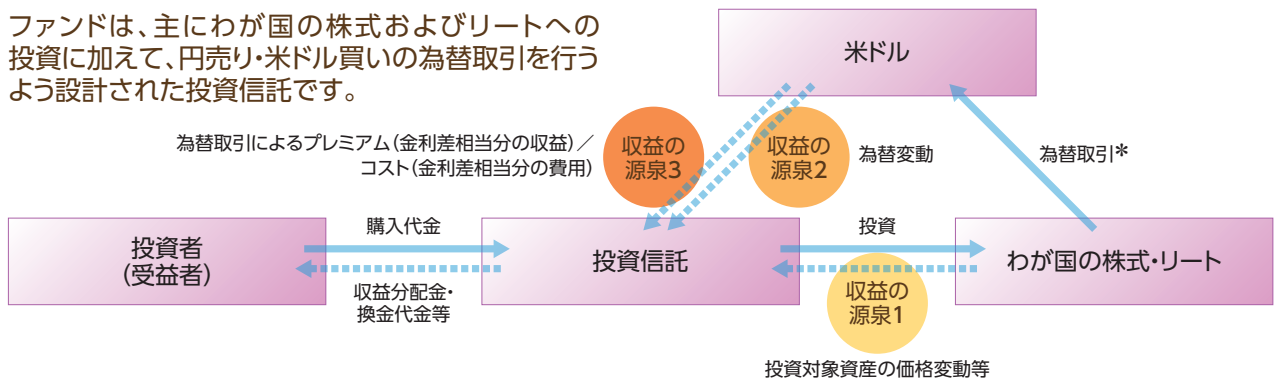 ファンドは、主にわが国の株式およびリートへの
投資に加えて、円売り・米ドル買いの為替取引を行う
よう設計された投資信託です。
米ドル
為替取引によるプレミアム(金利差相当分の収益)/
コスト(金利差相当分の費用)
収益の
源泉3
収益の
源泉2
為替変動
為替取引*
投資者
(受益者)
購入代金
収益分配金・
換金代金等
投資信託
投資
収益の
源泉1
投資対象資産の価格変動等
わが国の株式・リート